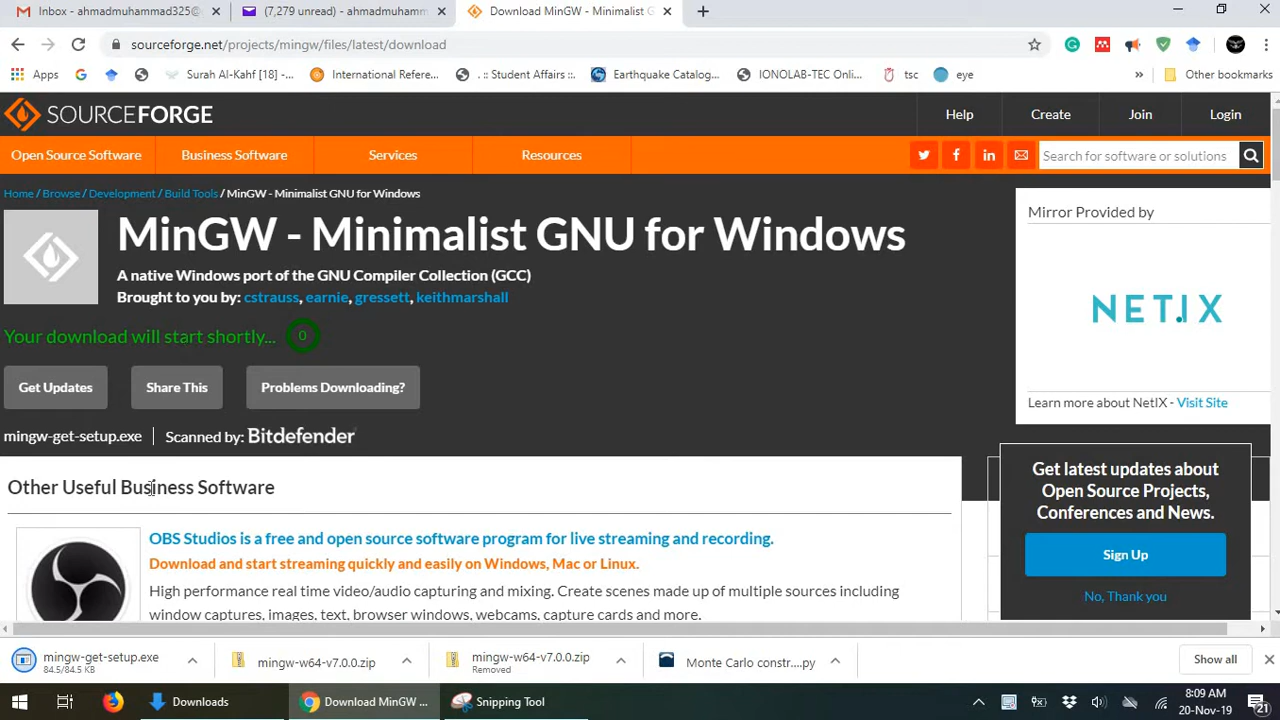 Inbox - ahmadmuhammad325@g
(7,279 unread) - ahmadmuhamm
Download MinGW - Minimalist G
sourceforge.net/projects/mingw/files/latest/download
Apps
Surah Al-Kahf [18] -...
International Refere...
. :: Student Affairs ::.
Earthquake Catalog...
IONOLAB-TEC Onli...
tsc
eye
»
Other bookmarks
SOURCEFORGE
Help
Create
Join
Login
Open Source Software
Business Software
Services
Resources
Search for software or solutions
Home / Browse / Development / Build Tools / MinGW - Minimalist GNU for Windows
MinGW - Minimalist GNU for Windows
A native Windows port of the GNU Compiler Collection (GCC)
Brought to you by: cstrauss, earnie, gressett, keithmarshall
Mirror Provided by
NET.IX
Learn more about NetIX - Visit Site
Your download will start shortly... 0
Get Updates
Share This
Problems Downloading?
mingw-get-setup.exe
Scanned by: Bitdefender
Other Useful Business Software
OBS Studios is a free and open source software program for live streaming and recording.
Download and start streaming quickly and easily on Windows, Mac or Linux.
High performance real time video/audio capturing and mixing. Create scenes made up of multiple sources including
window captures, images, text, browser windows, webcams, capture cards and more.
Get latest updates about
Open Source Projects,
Conferences and News.
Sign Up
No, Thank you
mingw-get-setup.exe
84.5/84.5 KB
mingw-w64-v7.0.0.zip
mingw-w64-v7.0.0.zip
Removed
Monte Carlo constr....py
Show all
Downloads
Download MinGW ...
Snipping Tool
8:09 AM
20-Nov-19
21